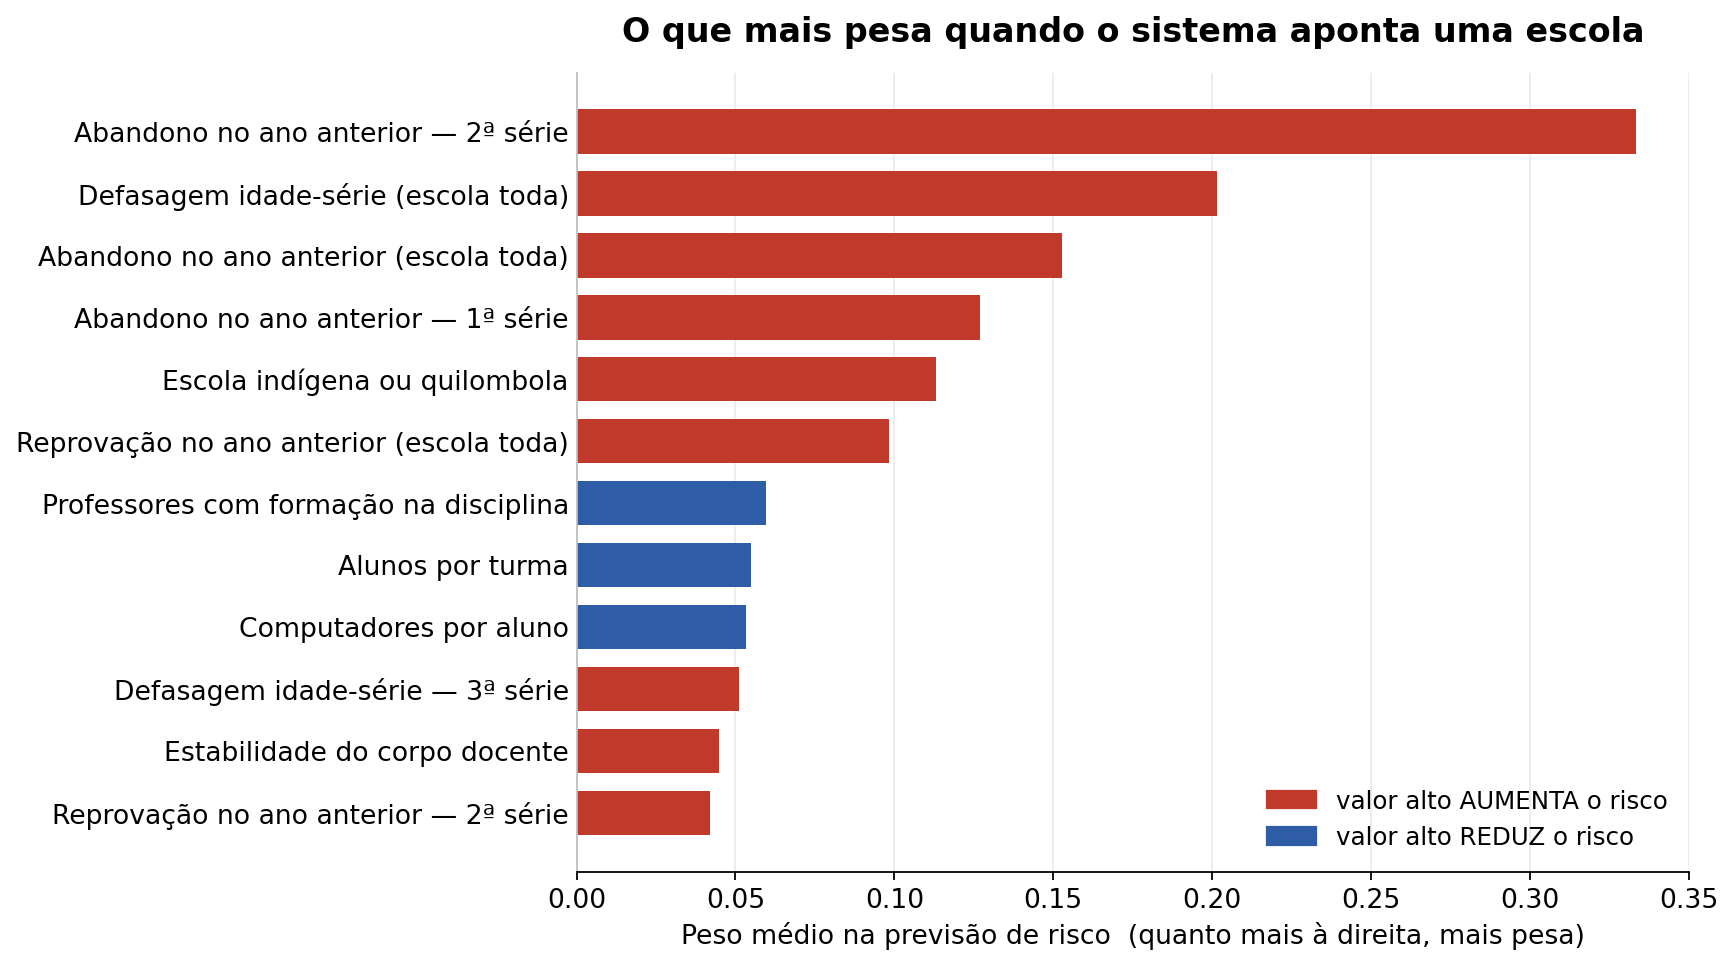 O que mais pesa quando o sistema aponta uma escola
Abandono no ano anterior — 2ª série
Defasagem idade-série (escola toda)
Abandono no ano anterior (escola toda)
Abandono no ano anterior — 1ª série
Escola indígena ou quilombola
Reprovação no ano anterior (escola toda)
Professores com formação na disciplina
Alunos por turma
Computadores por aluno
Defasagem idade-série — 3ª série
Estabilidade do corpo docente
Reprovação no ano anterior — 2ª série
valor alto AUMENTA o risco
valor alto REDUZ o risco
0.00 0.05 0.10 0.15 0.20 0.25 0.30 0.35
Peso médio na previsão de risco  (quanto mais à direita, mais pesa)